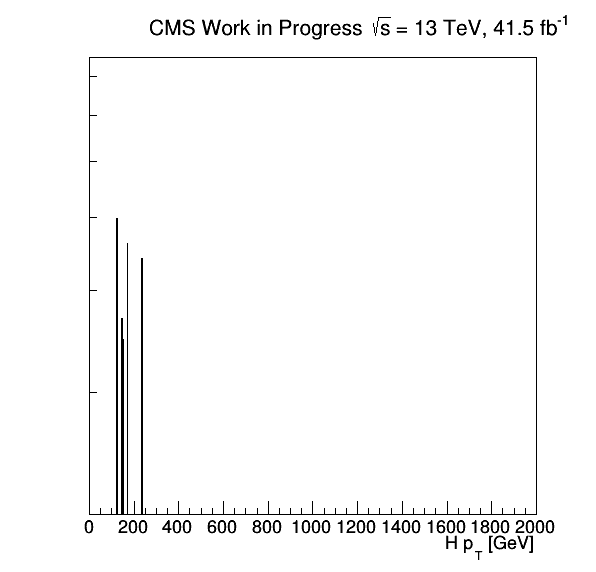 CMS Work in Progress √s = 13 TeV, 41.5 fb⁻¹
0 200 400 600 800 1000 1200 1400 1600 1800 2000
H p_T [GeV]